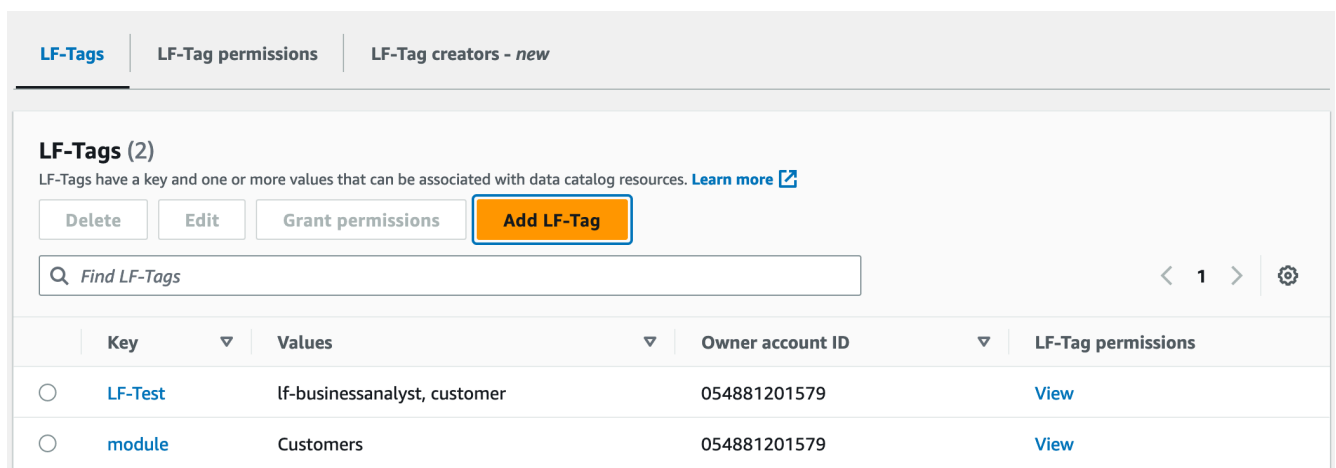 LF-Tags LF-Tag permissions LF-Tag creators - new
LF-Tags (2)
LF-Tags have a key and one or more values that can be associated with data catalog resources. Learn more
Delete Edit Grant permissions Add LF-Tag
Find LF-Tags 1
Key Values Owner account ID LF-Tag permissions
LF-Test lf-businessanalyst, customer 054881201579 View
module Customers 054881201579 View